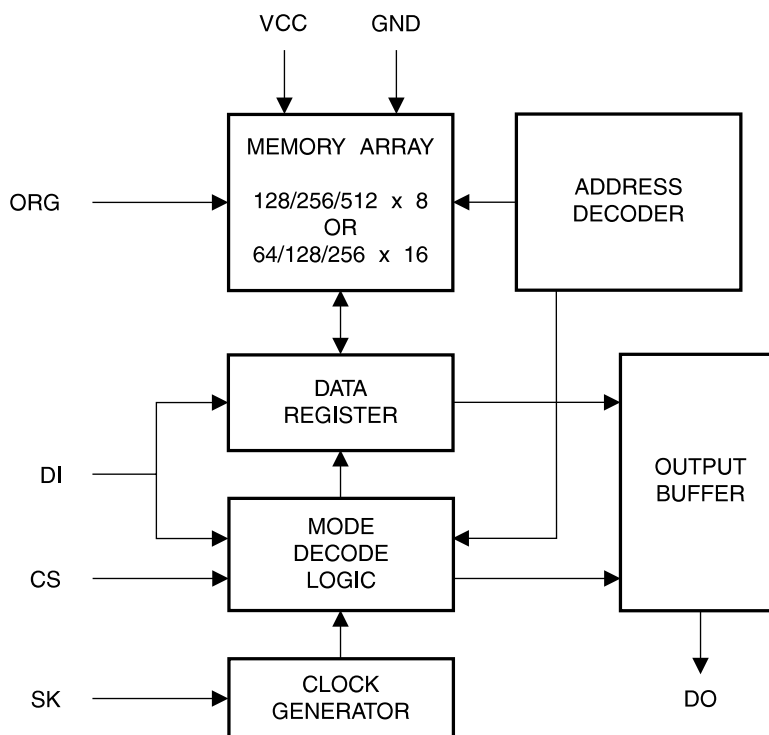 VCC
GND
MEMORY ARRAY
128/256/512 x 8
OR
64/128/256 x 16
ADDRESS
DECODER
ORG
DATA
REGISTER
OUTPUT
BUFFER
DI
MODE
DECODE
LOGIC
CS
CLOCK
GENERATOR
SK
DO